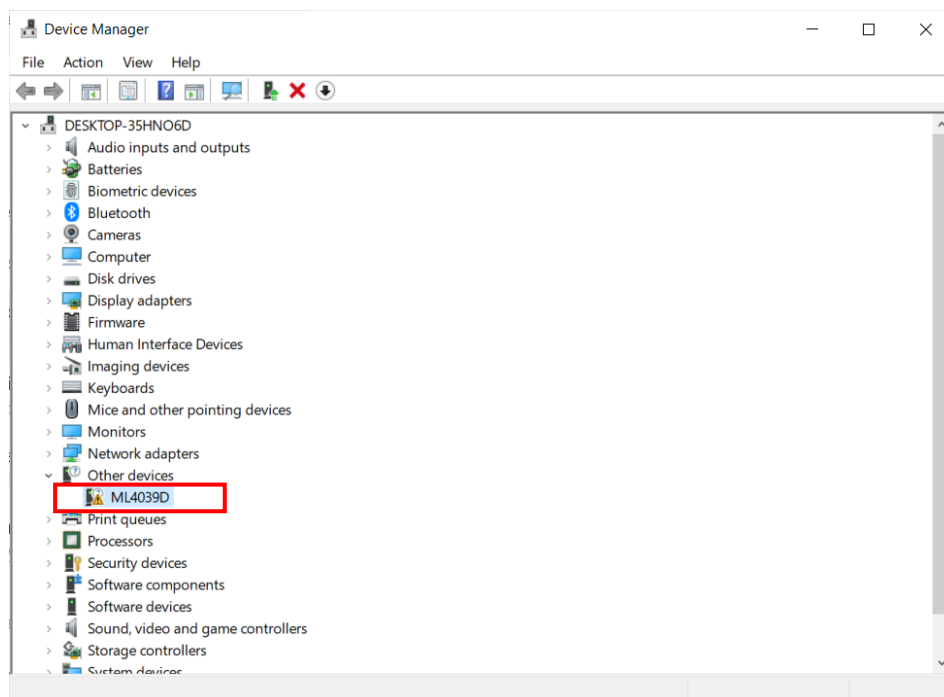 Device Manager
File Action View Help
DESKTOP-35HNO6D
Audio inputs and outputs
Batteries
Biometric devices
Bluetooth
Cameras
Computer
Disk drives
Display adapters
Firmware
Human Interface Devices
Imaging devices
Keyboards
Mice and other pointing devices
Monitors
Network adapters
Other devices
ML4039D
Print queues
Processors
Security devices
Software components
Software devices
Sound, video and game controllers
Storage controllers
System devices